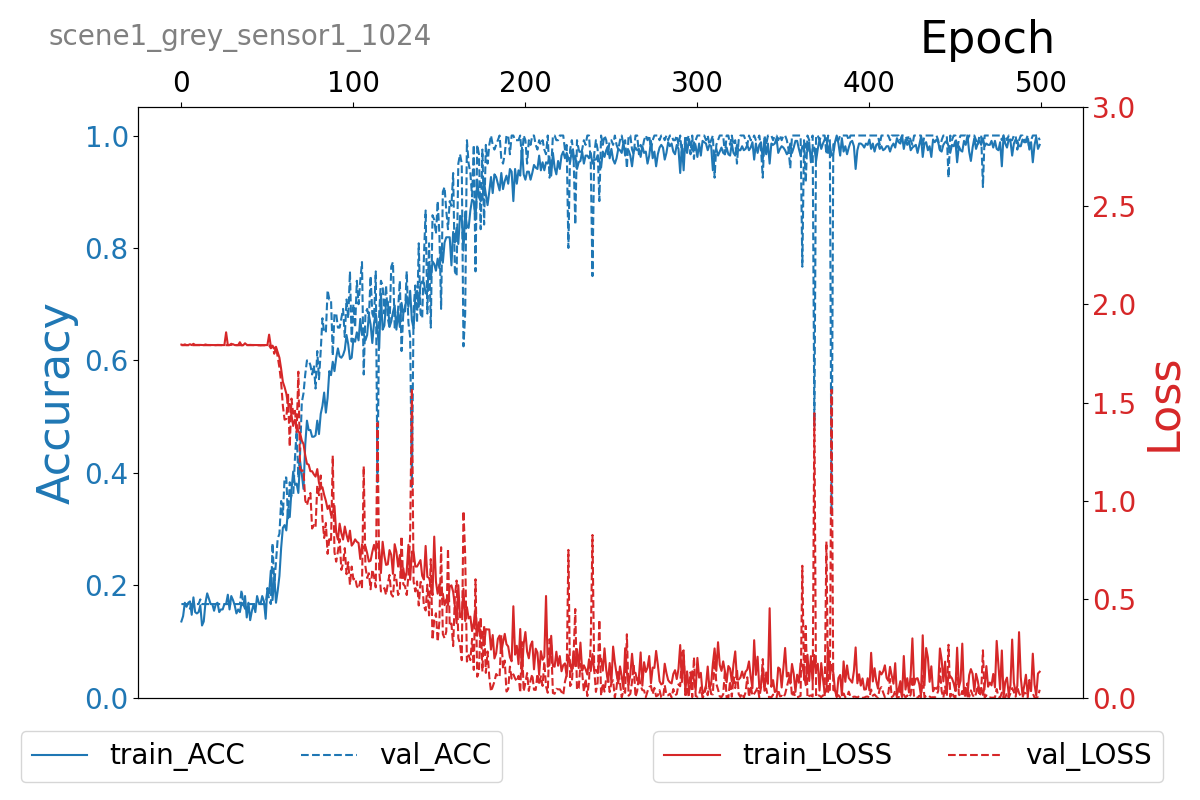 scene1_grey_sensor1_1024
Epoch
0 100 200 300 400 500
1.0
0.8
0.6
0.4
0.2
0.0
Accuracy
3.0
2.5
2.0
1.5
1.0
0.5
0.0
Loss
train_ACC val_ACC
train_LOSS val_LOSS